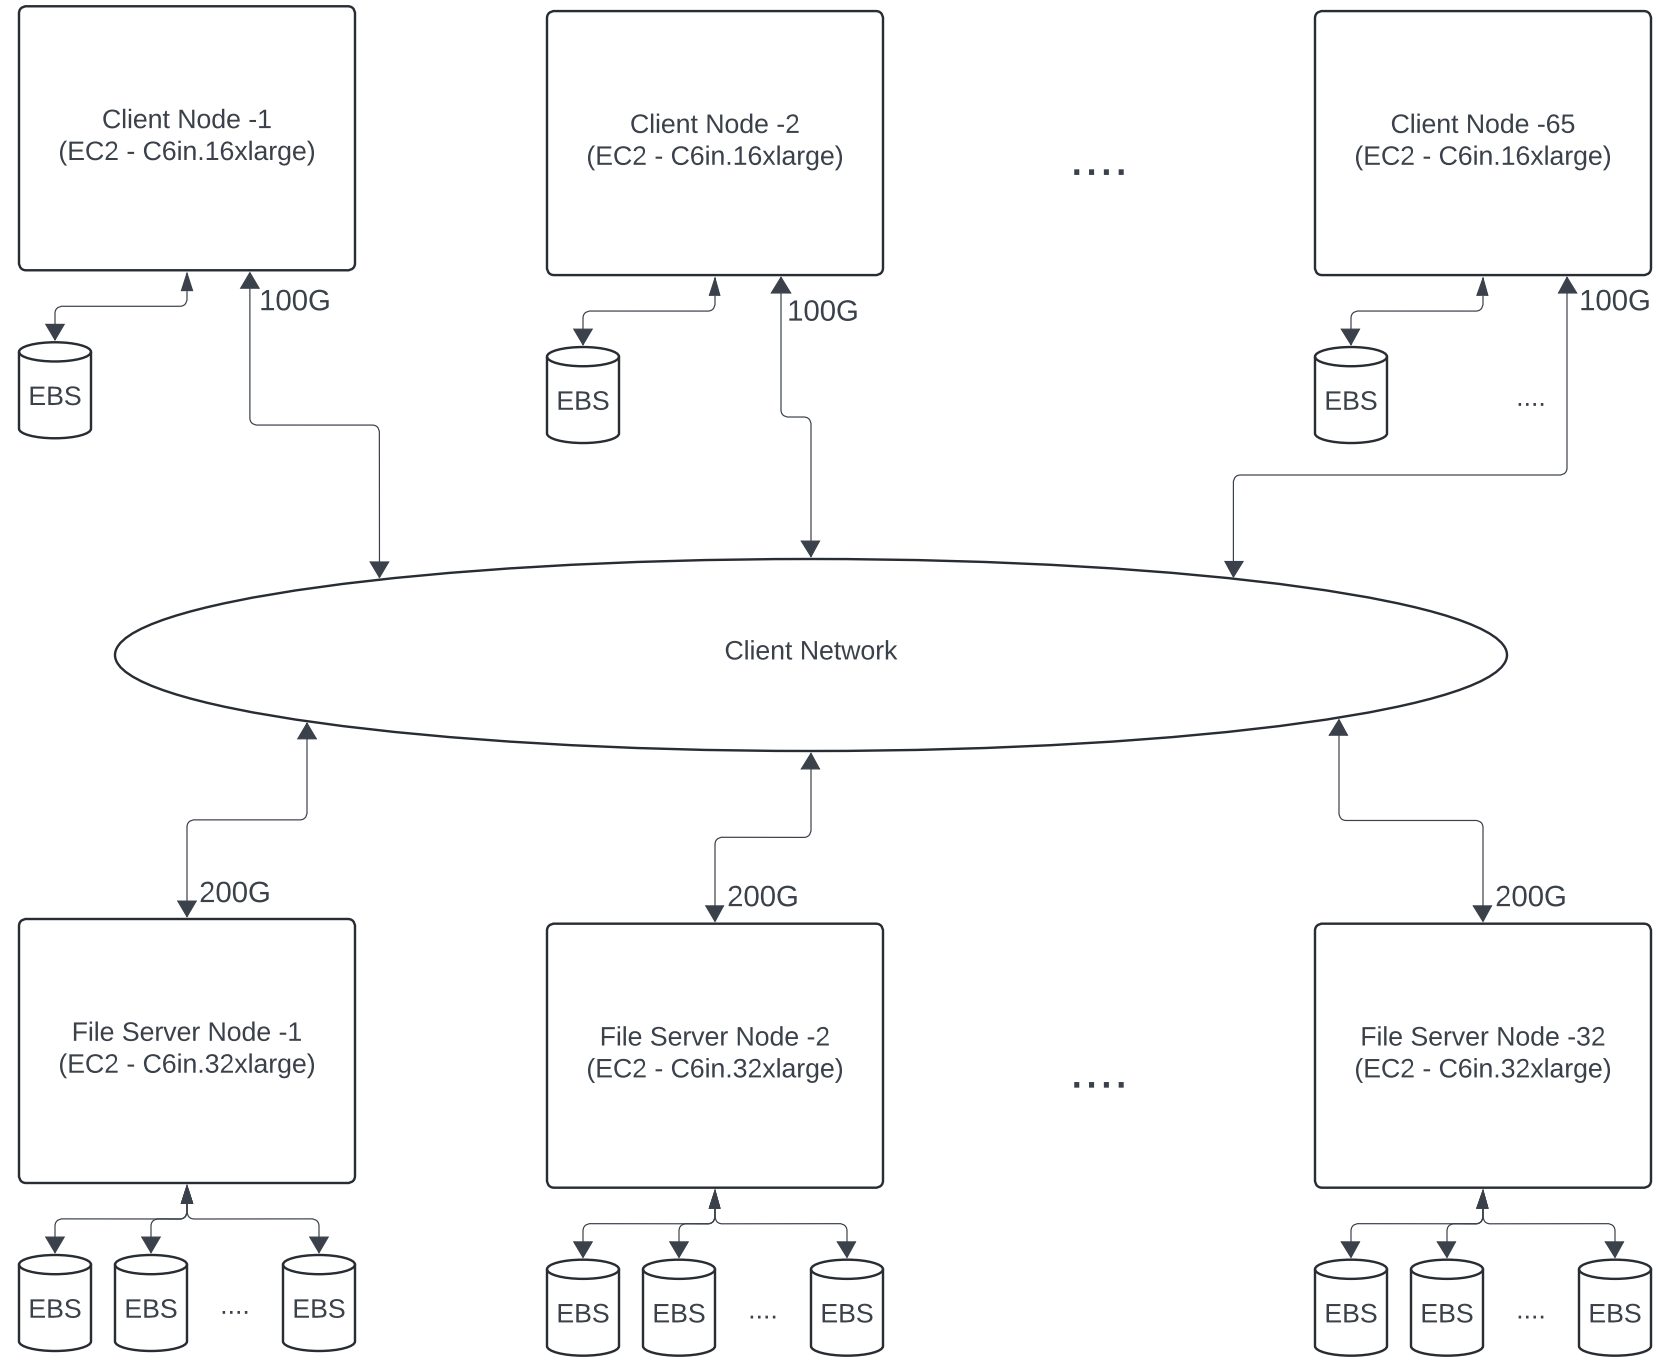 Client Node -1
(EC2 - C6in.16xlarge)
Client Node -2
(EC2 - C6in.16xlarge)
....
Client Node -65
(EC2 - C6in.16xlarge)
100G
100G
100G
EBS
EBS
EBS
....
Client Network
200G
200G
200G
File Server Node -1
(EC2 - C6in.32xlarge)
File Server Node -2
(EC2 - C6in.32xlarge)
....
File Server Node -32
(EC2 - C6in.32xlarge)
EBS
EBS
....
EBS
EBS
EBS
....
EBS
EBS
EBS
....
EBS